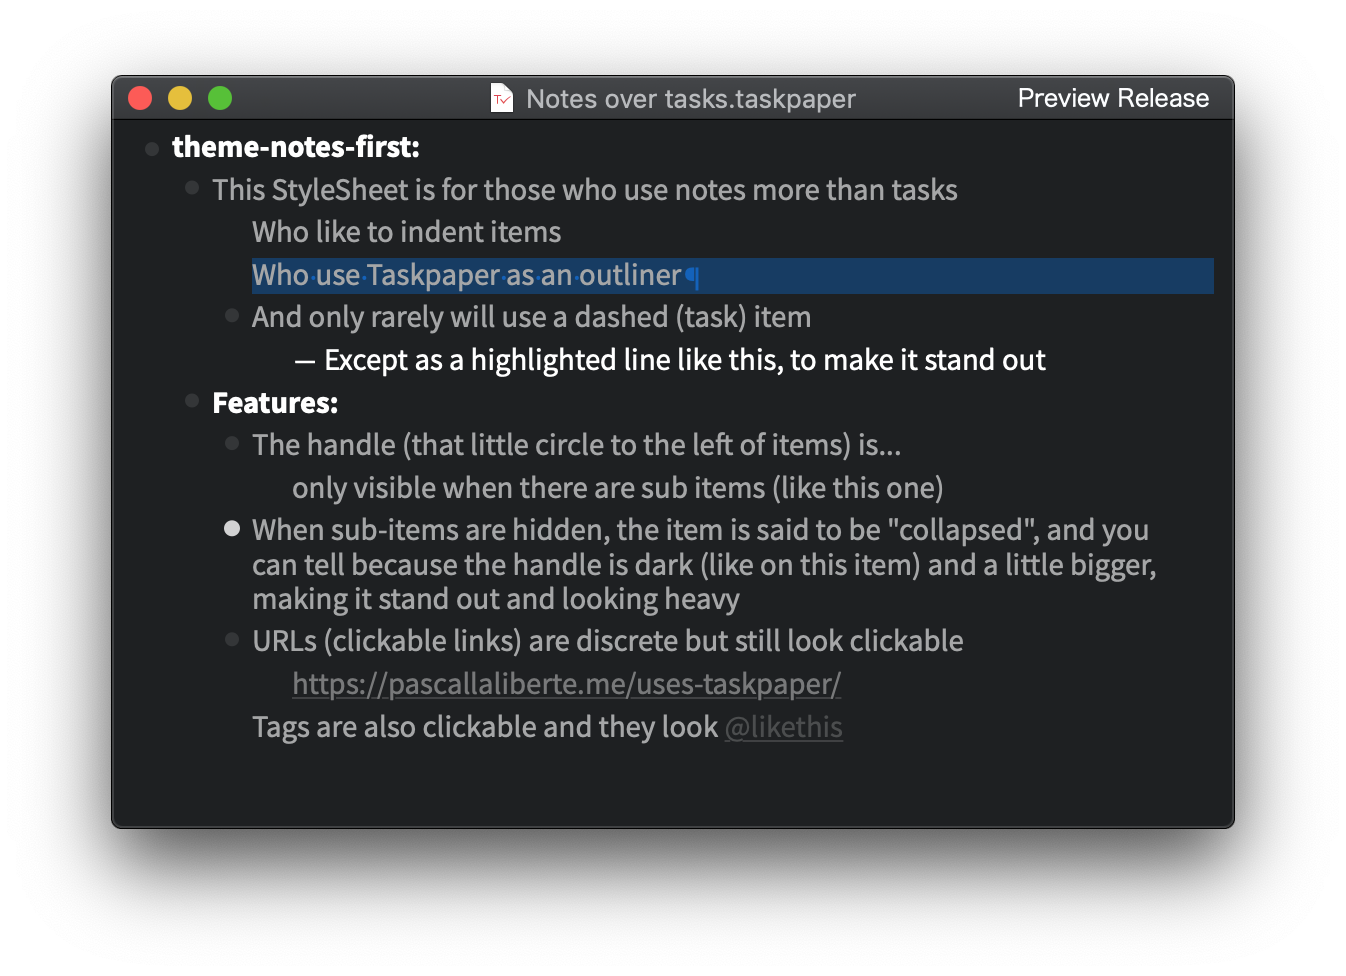 Notes over tasks.taskpaper
Preview Release
theme-notes-first:
This StyleSheet is for those who use notes more than tasks
Who like to indent items
Who·use·Taskpaper·as·an·outliner¶
And only rarely will use a dashed (task) item
— Except as a highlighted line like this, to make it stand out
Features:
The handle (that little circle to the left of items) is...
only visible when there are sub items (like this one)
When sub-items are hidden, the item is said to be "collapsed", and you
can tell because the handle is dark (like on this item) and a little bigger,
making it stand out and looking heavy
URLs (clickable links) are discrete but still look clickable
https://pascallaliberte.me/uses-taskpaper/
Tags are also clickable and they look @likethis